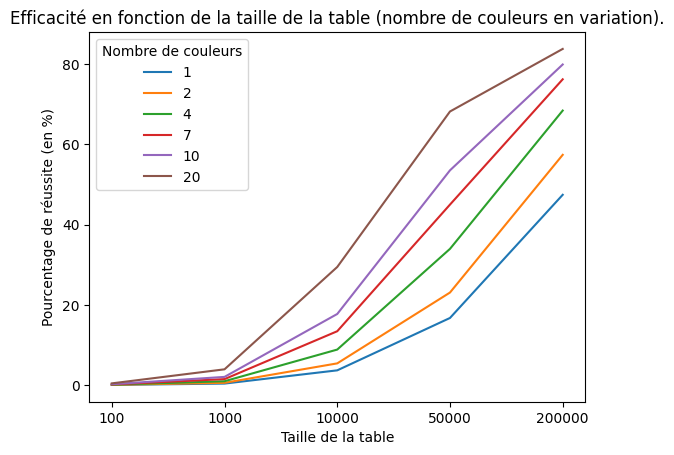 Efficacité en fonction de la taille de la table (nombre de couleurs en variation).
Nombre de couleurs
1
2
4
7
10
20
Pourcentage de réussite (en %)
80
60
40
20
0
100 1000 10000 50000 200000
Taille de la table